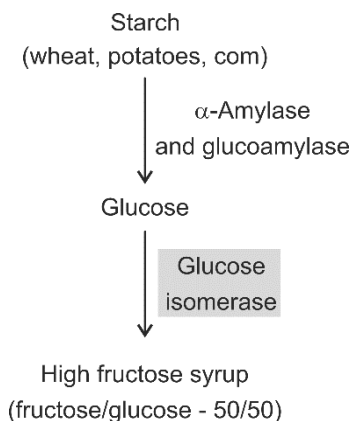 Starch
(wheat, potatoes, com)
α-Amylase
and glucoamylase
Glucose
Glucose
isomerase
High fructose syrup
(fructose/glucose - 50/50)